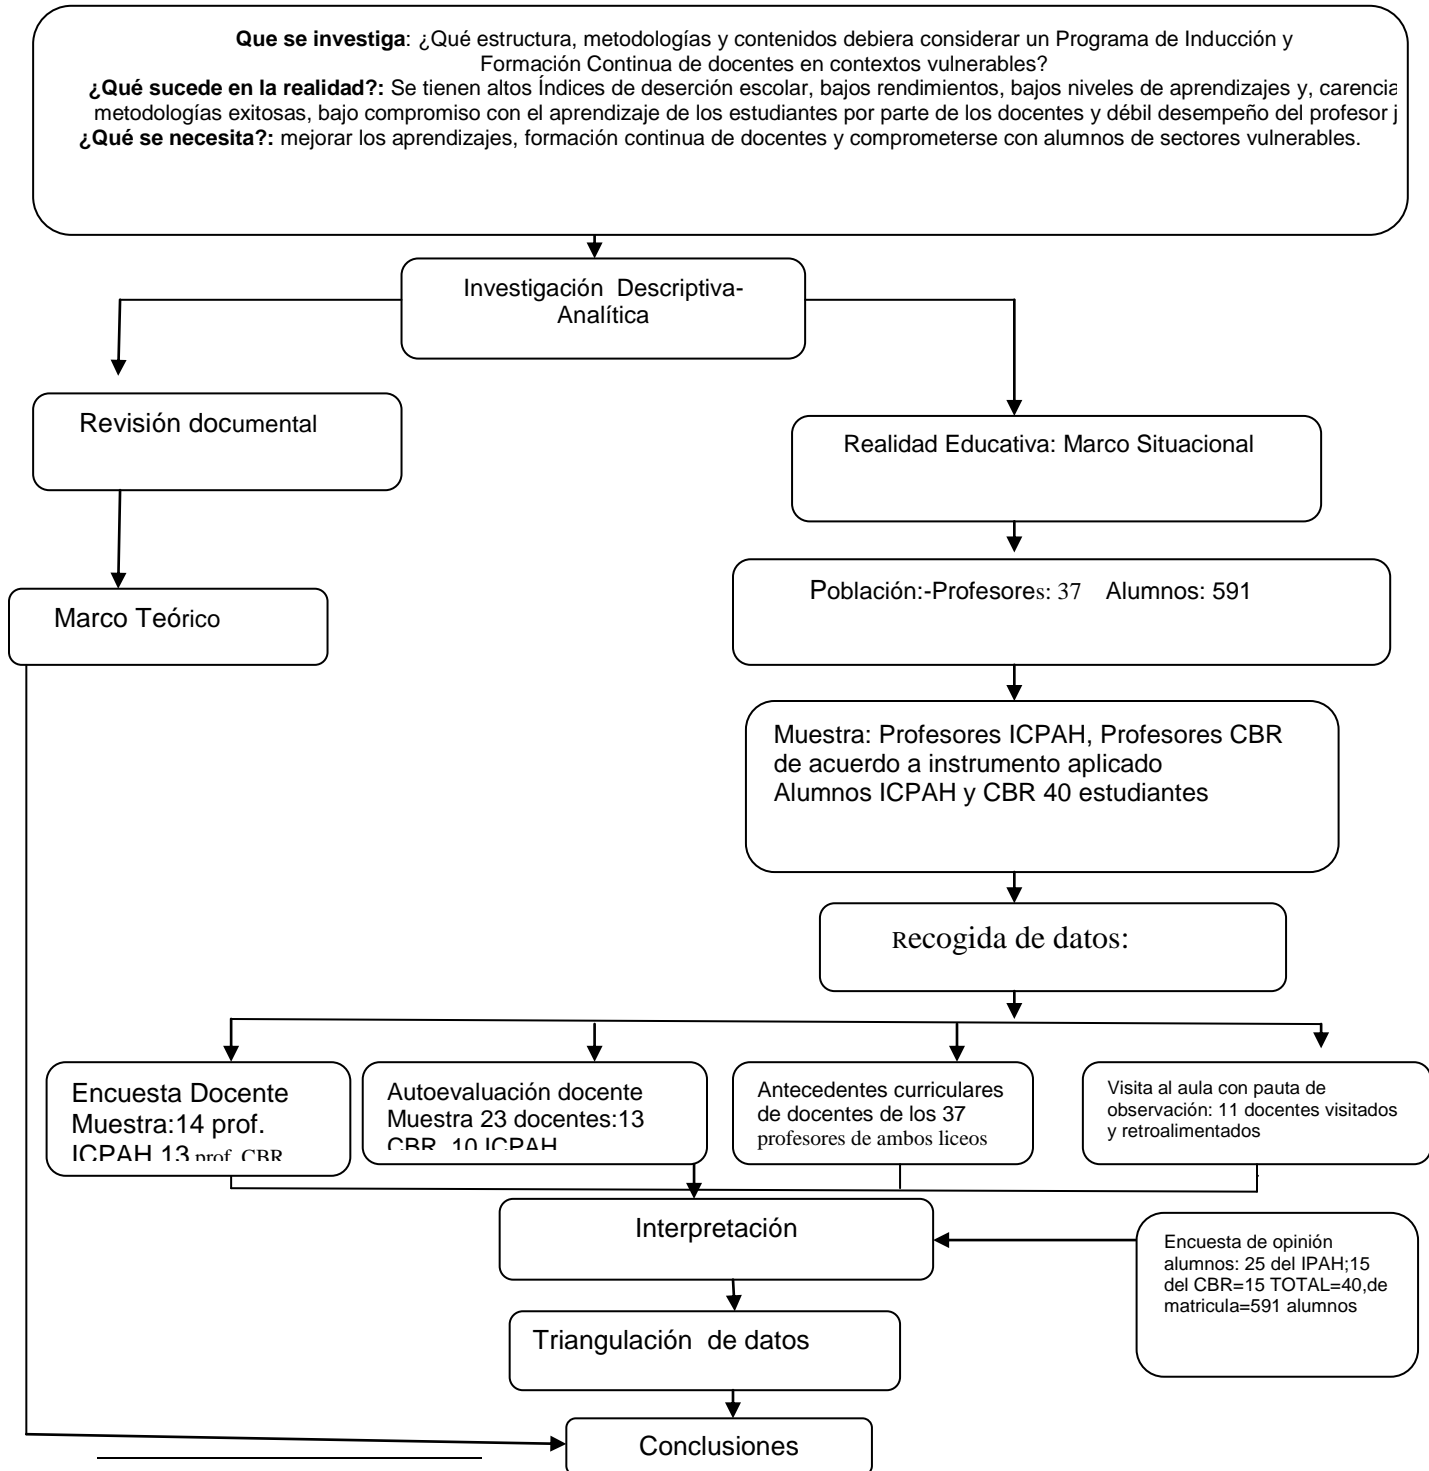 Que se investiga: ¿Qué estructura, metodologías y contenidos debiera considerar un Programa de Inducción y
Formación Continua de docentes en contextos vulnerables?
¿Qué sucede en la realidad?: Se tienen altos Índices de deserción escolar, bajos rendimientos, bajos niveles de aprendizajes y, carencia
metodologías exitosas, bajo compromiso con el aprendizaje de los estudiantes por parte de los docentes y débil desempeño del profesor j
¿Qué se necesita?: mejorar los aprendizajes, formación continua de docentes y comprometerse con alumnos de sectores vulnerables.
Investigación Descriptiva-
Analítica
Revisión documental
Realidad Educativa: Marco Situacional
Población:-Profesores: 37 Alumnos: 591
Marco Teórico
Muestra: Profesores ICPAH, Profesores CBR
de acuerdo a instrumento aplicado
Alumnos ICPAH y CBR 40 estudiantes
Recogida de datos:
Encuesta Docente
Muestra:14 prof.
ICPAH 13 prof. CBR
Autoevaluación docente
Muestra 23 docentes:13
CBR 10 ICPAH
Antecedentes curriculares
de docentes de los 37
profesores de ambos liceos
Visita al aula con pauta de
observación: 11 docentes visitados
y retroalimentados
Interpretación
Encuesta de opinión
alumnos: 25 del IPAH;15
del CBR=15 TOTAL=40,de
matricula=591 alumnos
Triangulación de datos
Conclusiones